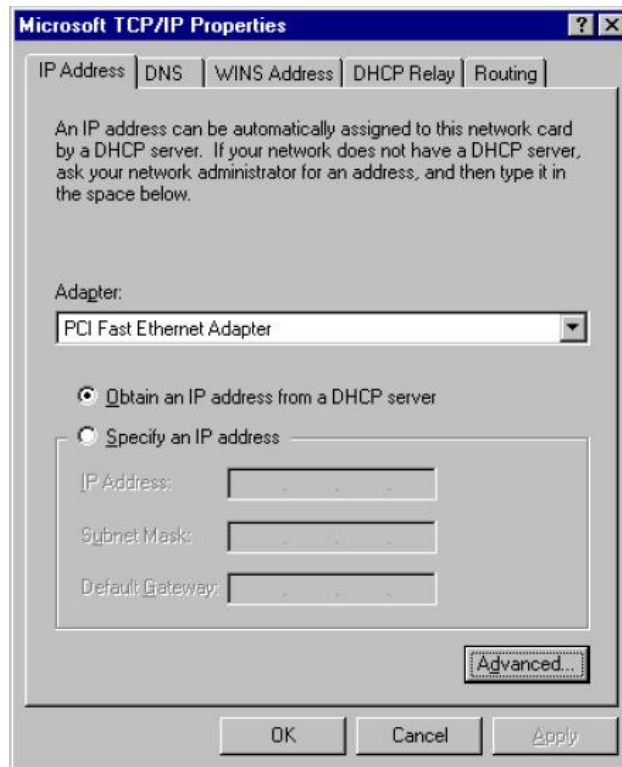 Microsoft TCP/IP Properties
IP Address DNS WINS Address DHCP Relay Routing
An IP address can be automatically assigned to this network card
by a DHCP server. If your network does not have a DHCP server,
ask your network administrator for an address, and then type it in
the space below.
Adapter:
PCI Fast Ethernet Adapter
Obtain an IP address from a DHCP server
Specify an IP address
IP Address:
Subnet Mask:
Default Gateway:
Advanced...
OK Cancel Apply